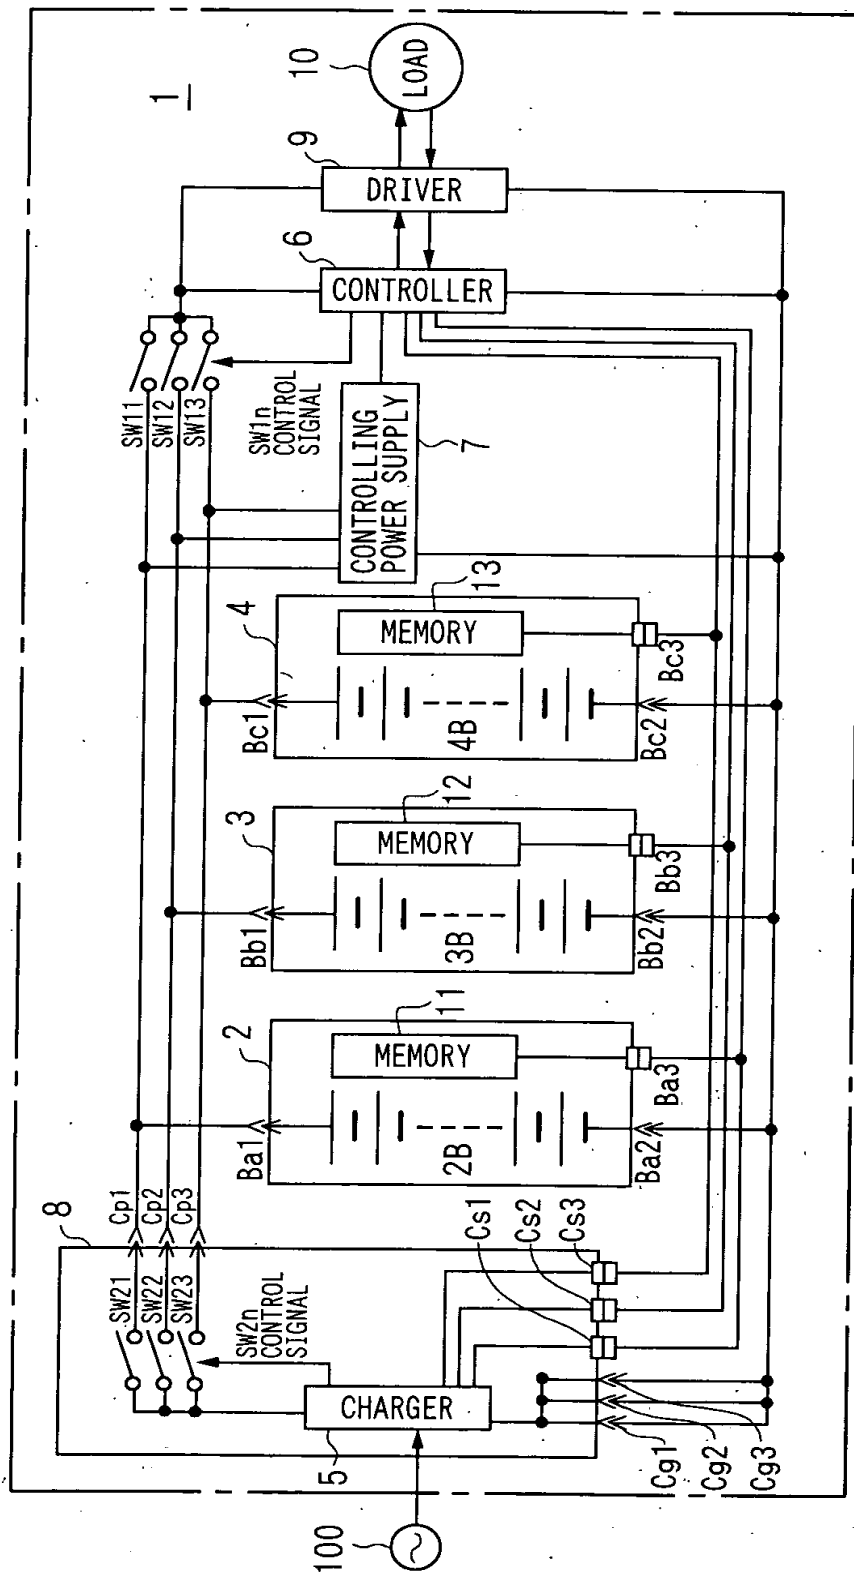 1
10
LOAD
9
DRIVER
6
CONTROLLER
SW11
SW12
SW13
SW1n
CONTROL
SIGNAL
CONTROLLING
POWER SUPPLY
7
4
MEMORY
13
4B
Bc1
Bc2
Bc3
3
MEMORY
12
3B
Bb1
Bb2
Bb3
2
MEMORY
11
2B
Ba1
Ba2
Ba3
8
Cp1
Cp2
Cp3
SW21
SW22
SW23
SW2n
CONTROL
SIGNAL
CHARGER
5
Cs1
Cs2
Cs3
Cg1
Cg2
Cg3
100